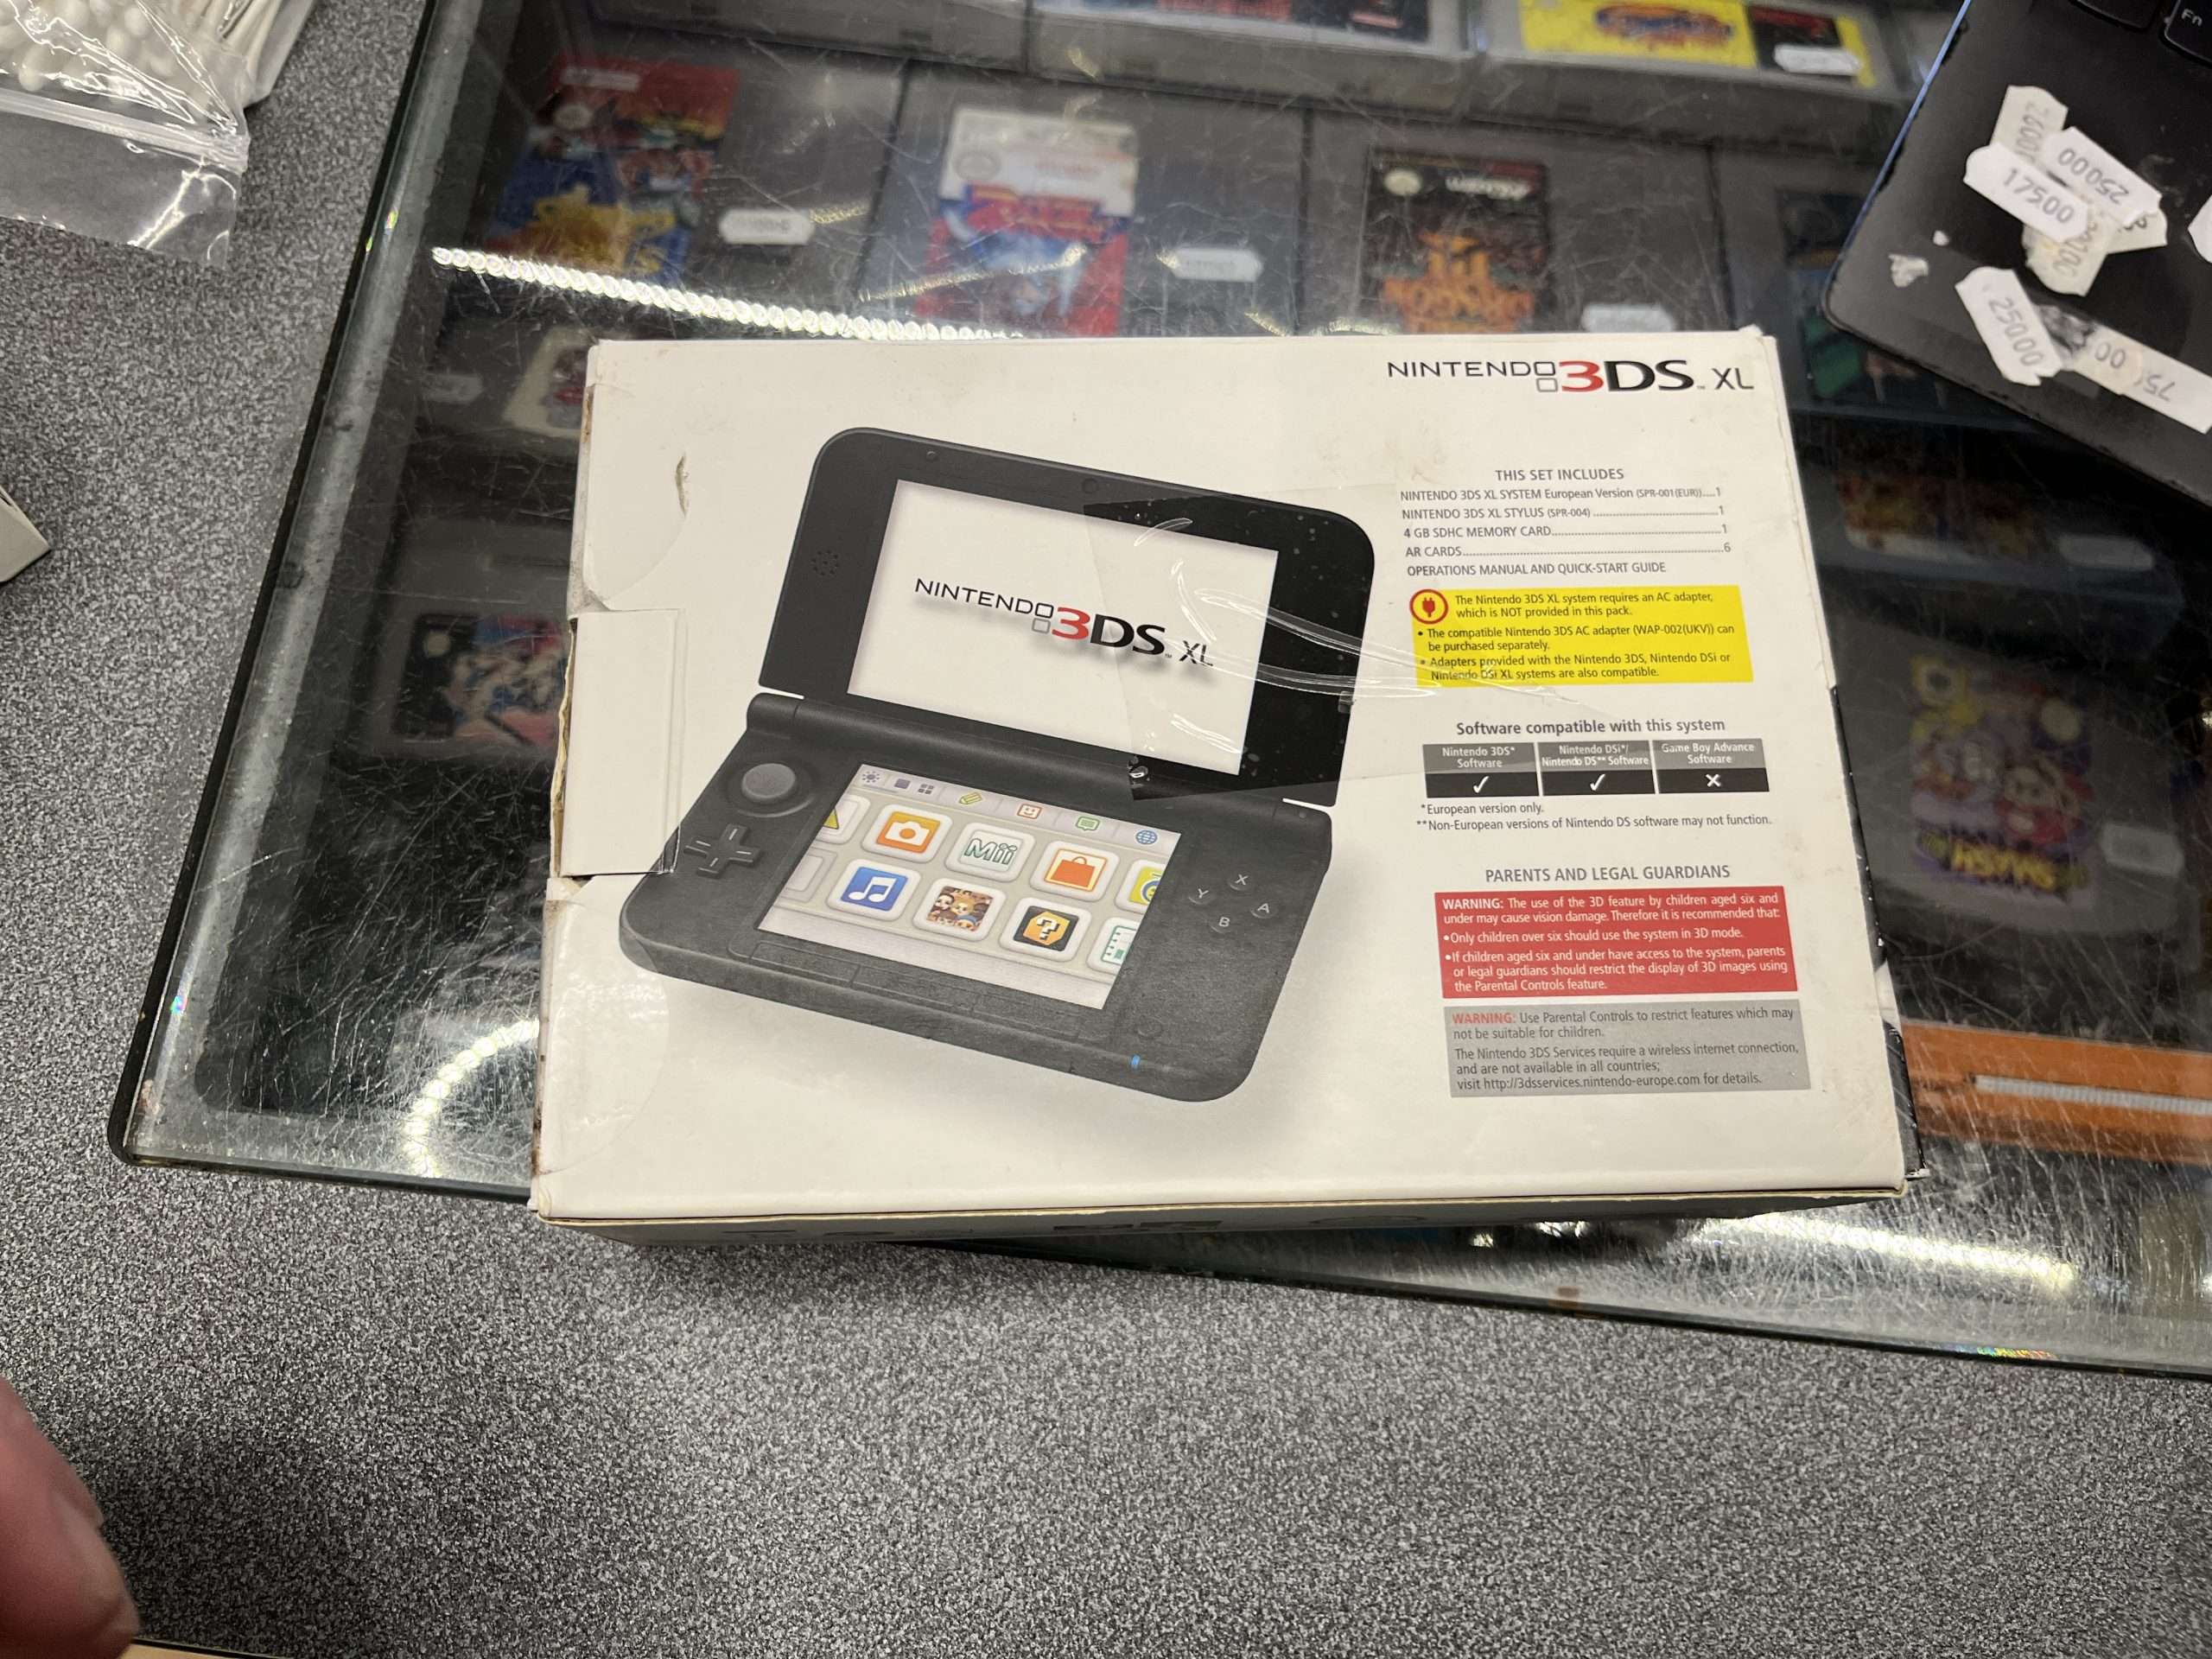 Fn
17500
25000
25000
NINTENDO 3DS™ XL
THIS SET INCLUDES
NINTENDO 3DS XL SYSTEM European Version (SPR-001(EUR))....1
NINTENDO 3DS XL STYLUS (SPR-004)..............................1
4 GB SDHC MEMORY CARD..............................1
AR CARDS..............................6
OPERATIONS MANUAL AND QUICK-START GUIDE
The Nintendo 3DS XL system requires an AC adapter,
which is NOT provided in this pack.
• The compatible Nintendo 3DS AC adapter (WAP-002(UKV)) can
be purchased separately.
• Adapters provided with the Nintendo 3DS, Nintendo DSi or
Nintendo DSi XL systems are also compatible.
Software compatible with this system
Nintendo 3DS*
Software
Nintendo DSi*/
Nintendo DS** Software
Game Boy Advance
Software
*European version only.
**Non-European versions of Nintendo DS software may not function.
PARENTS AND LEGAL GUARDIANS
WARNING: The use of the 3D feature by children aged six and
under may cause vision damage. Therefore it is recommended that:
•Only children over six should use the system in 3D mode.
•If children aged six and under have access to the system, parents
or legal guardians should restrict the display of 3D images using
the Parental Controls feature.
WARNING: Use Parental Controls to restrict features which may
not be suitable for children.
The Nintendo 3DS Services require a wireless internet connection,
and are not available in all countries;
visit http://3dsservices.nintendo-europe.com for details.
NINTENDO 3DS™ XL
Mii
X
Y
A
B
SMASH